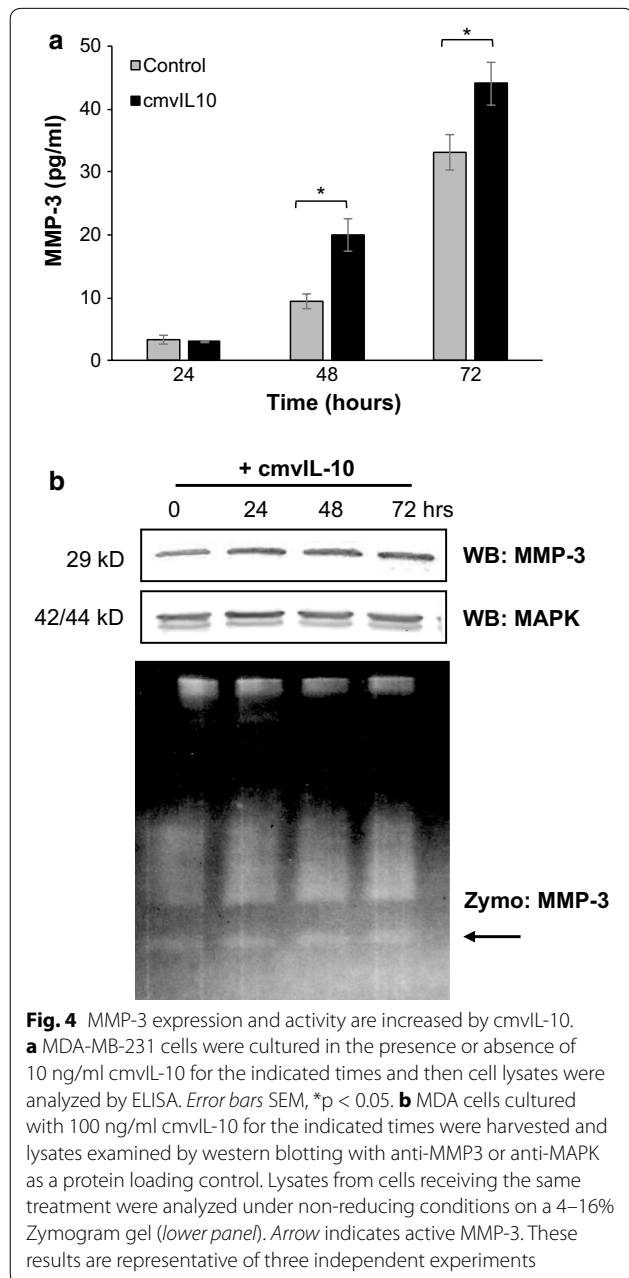 a
50
40
30
20
10
0
MMP-3 (pg/ml)
Control
cmvIL10
*
*
24
48
72
Time (hours)
b
+ cmvIL-10
0 24 48 72 hrs
29 kD
WB: MMP-3
42/44 kD
WB: MAPK
Zymo: MMP-3
Fig. 4 MMP-3 expression and activity are increased by cmvIL-10.
a MDA-MB-231 cells were cultured in the presence or absence of
10 ng/ml cmvIL-10 for the indicated times and then cell lysates were
analyzed by ELISA. Error bars SEM, *p < 0.05. b MDA cells cultured
with 100 ng/ml cmvIL-10 for the indicated times were harvested and
lysates examined by western blotting with anti-MMP3 or anti-MAPK
as a protein loading control. Lysates from cells receiving the same
treatment were analyzed under non-reducing conditions on a 4–16%
Zymogram gel (lower panel). Arrow indicates active MMP-3. These
results are representative of three independent experiments